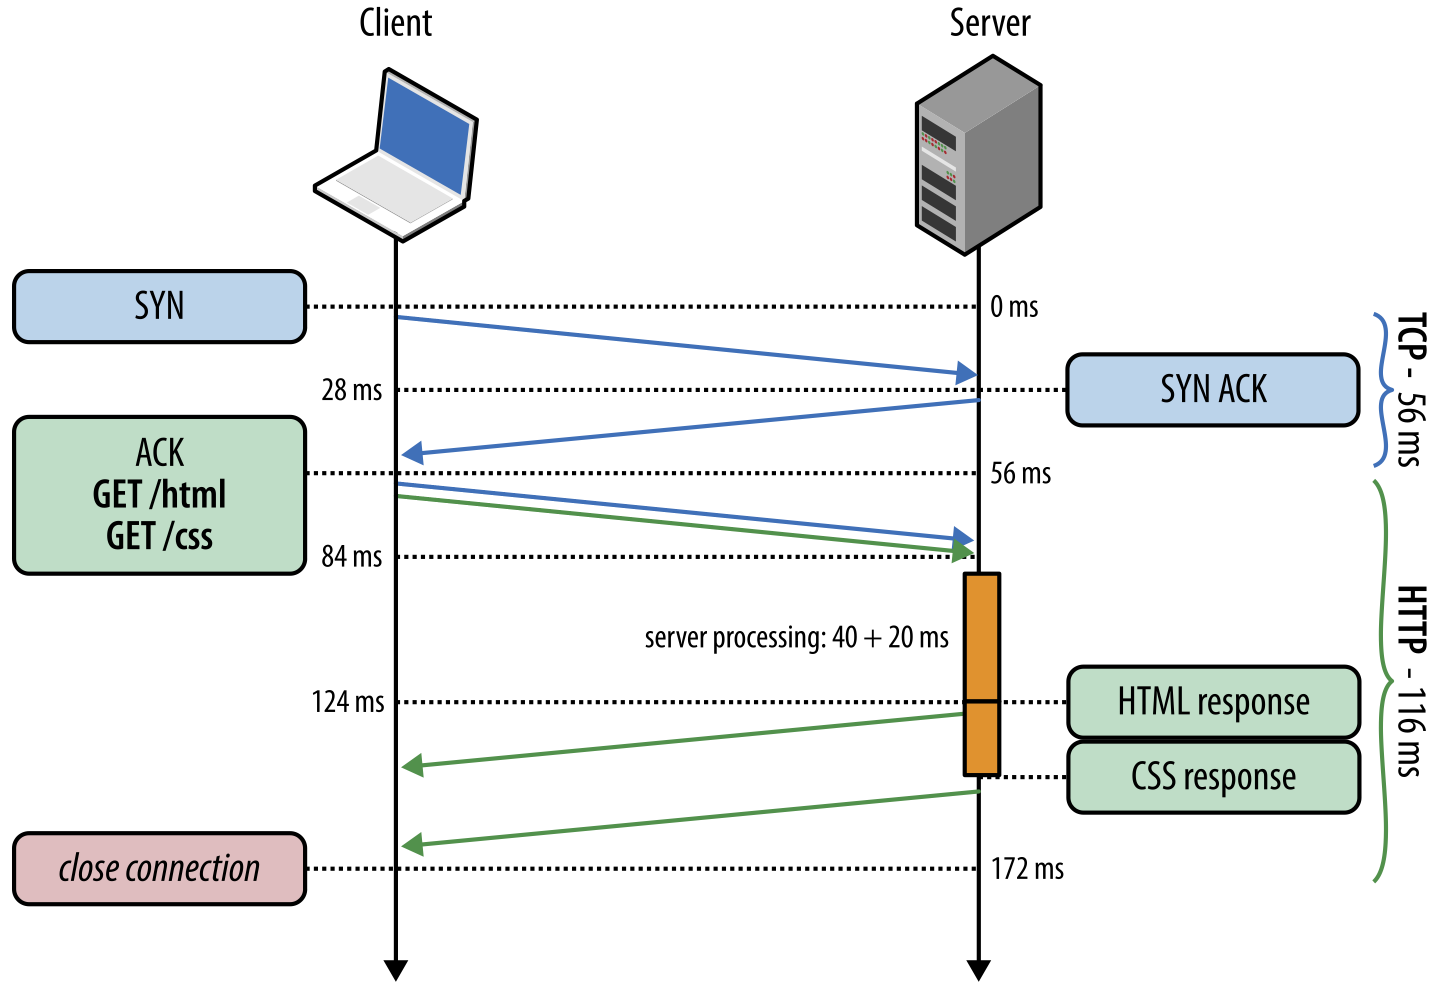 Client
Server
SYN
0 ms
TCP - 56 ms
28 ms
SYN ACK
ACK
GET /html
GET /css
56 ms
84 ms
HTTP - 116 ms
server processing: 40 + 20 ms
124 ms
HTML response
CSS response
close connection
172 ms